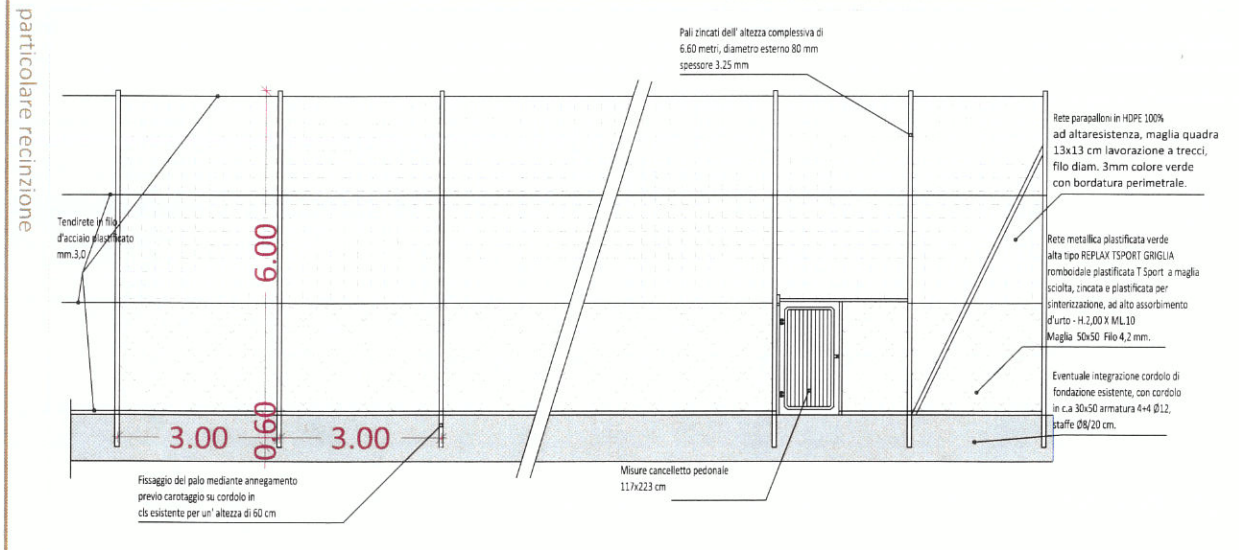 particolare recinzione
Pali zincati dell' altezza complessiva di
6.60 metri, diametro esterno 80 mm
spessore 3.25 mm
Rete parapalloni in HDPE 100%
ad altaresistenza, maglia quadra
13x13 cm lavorazione a trecci,
filo diam. 3mm colore verde
con bordatura perimetrale.
Tendirete in filo
d'acciaio plastificato
mm.3,0
6.00
Rete metallica plastificata verde
alta tipo REPLAX TSPORT GRIGLIA
romboidale plastificata T Sport a maglia
sciolta, zincata e plastificata per
sinterizzazione, ad alto assorbimento
d'urto - H.2,00 X ML.10
Maglia 50x50 Filo 4,2 mm.
Eventuale integrazione cordolo di
fondazione esistente, con cordolo
in c.a 30x50 armatura 4+4 Ø12,
staffe Ø8/20 cm.
3.00
0.60
3.00
Fissaggio del palo mediante annegamento
previo carotaggio su cordolo in
cls esistente per un' altezza di 60 cm
Misure cancelletto pedonale
117x223 cm